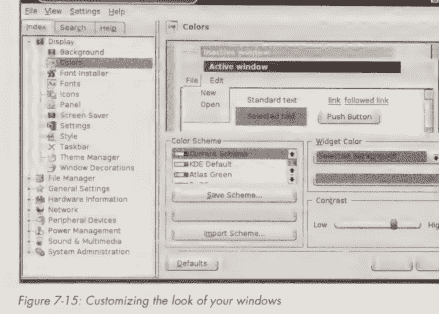 File View Settings Help
Index Search Help
Colors
Display
Background
Colors
Font Installer
Fonts
Icons
Panel
Screen Saver
Settings
Style
Taskbar
Theme Manager
Window Decorations
File Manager
General Settings
Hardware Information
Network
Peripheral Devices
Power Management
Sound & Multimedia
System Administration
Inactive window
Active window
File Edit
New
Open
Standard text
link followed link
Selected text
Push Button
Color Scheme
Current Scheme
KDE Default
Atlas Green
Save Scheme...
Import Scheme...
Widget Color
Contrast
Low
Defaults
Figure 7-15: Customizing the look of your windows